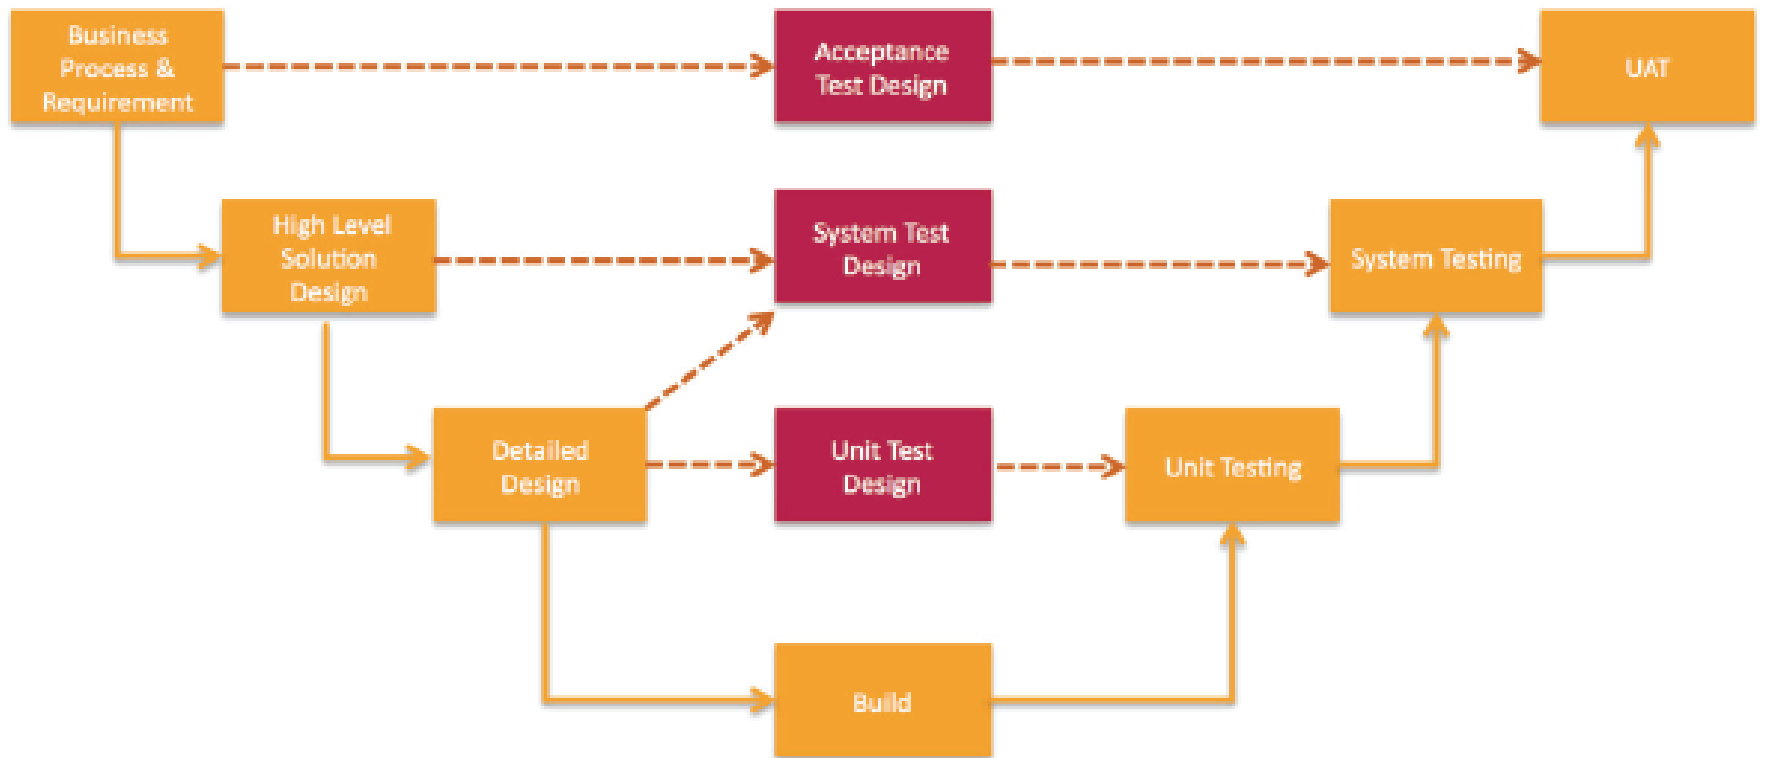 Business
Process &
Requirement
Acceptance
Test Design
UAT
High Level
Solution
Design
System Test
Design
System Testing
Detailed
Design
Unit Test
Design
Unit Testing
Build